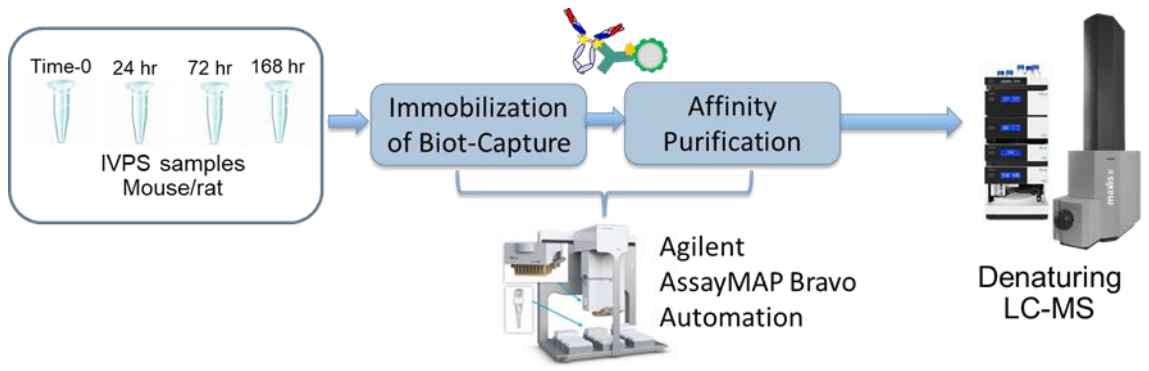 Time-0 24 hr 72 hr 168 hr
IVPS samples
Mouse/rat
Immobilization
of Biot-Capture
Affinity
Purification
Agilent
AssayMAP Bravo
Automation
maxis II
Denaturing
LC-MS